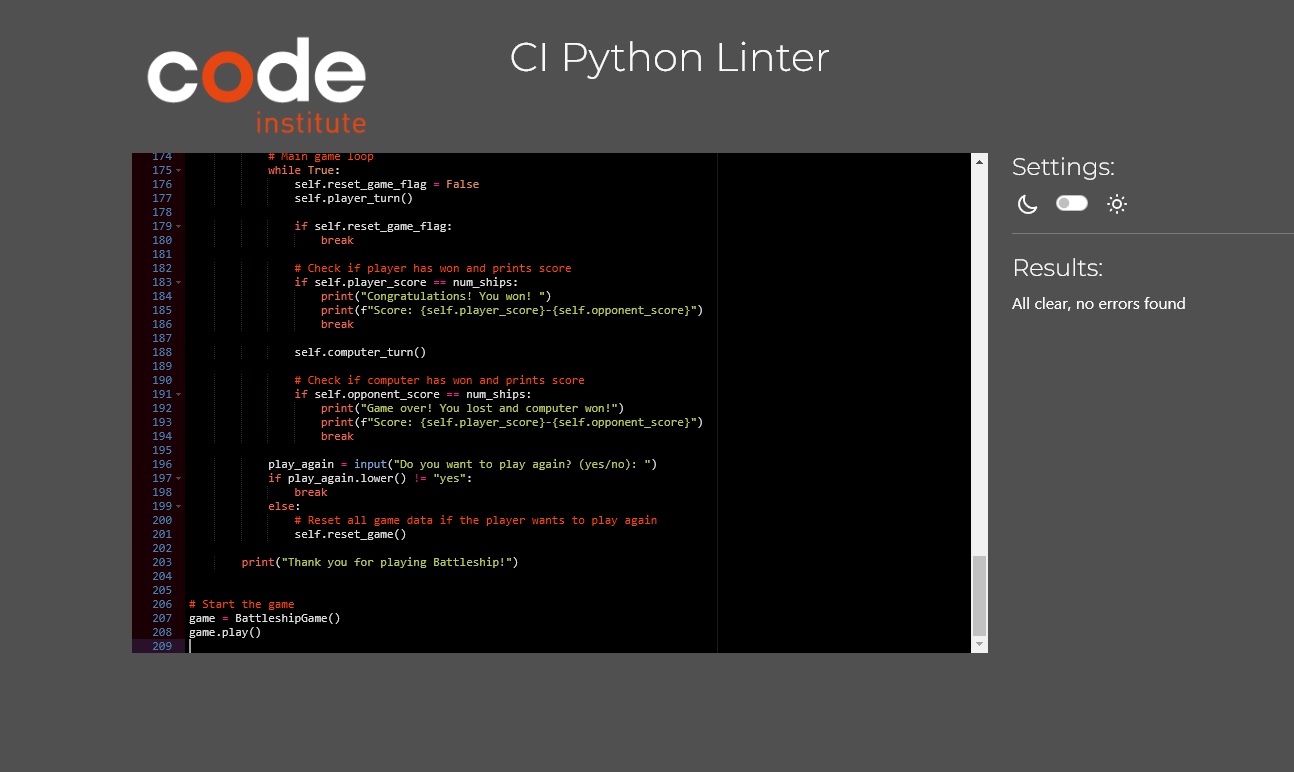 code
institute
CI Python Linter
174 # Main game loop
175 while True:
176 self.reset_game_flag = False
177 self.player_turn()
178
179 if self.reset_game_flag:
180 break
181
182 # Check if player has won and prints score
183 if self.player_score == num_ships:
184 print("Congratulations! You won! ")
185 print(f"Score: {self.player_score}-{self.opponent_score}")
186 break
187
188 self.computer_turn()
189
190 # Check if computer has won and prints score
191 if self.opponent_score == num_ships:
192 print("Game over! You lost and computer won!")
193 print(f"Score: {self.player_score}-{self.opponent_score}")
194 break
195
196 play_again = input("Do you want to play again? (yes/no): ")
197 if play_again.lower() != "yes":
198 break
199 else:
200 # Reset all game data if the player wants to play again
201 self.reset_game()
202
203 print("Thank you for playing Battleship!")
204
205
206 # Start the game
207 game = BattleshipGame()
208 game.play()
209
Settings:
Results:
All clear, no errors found